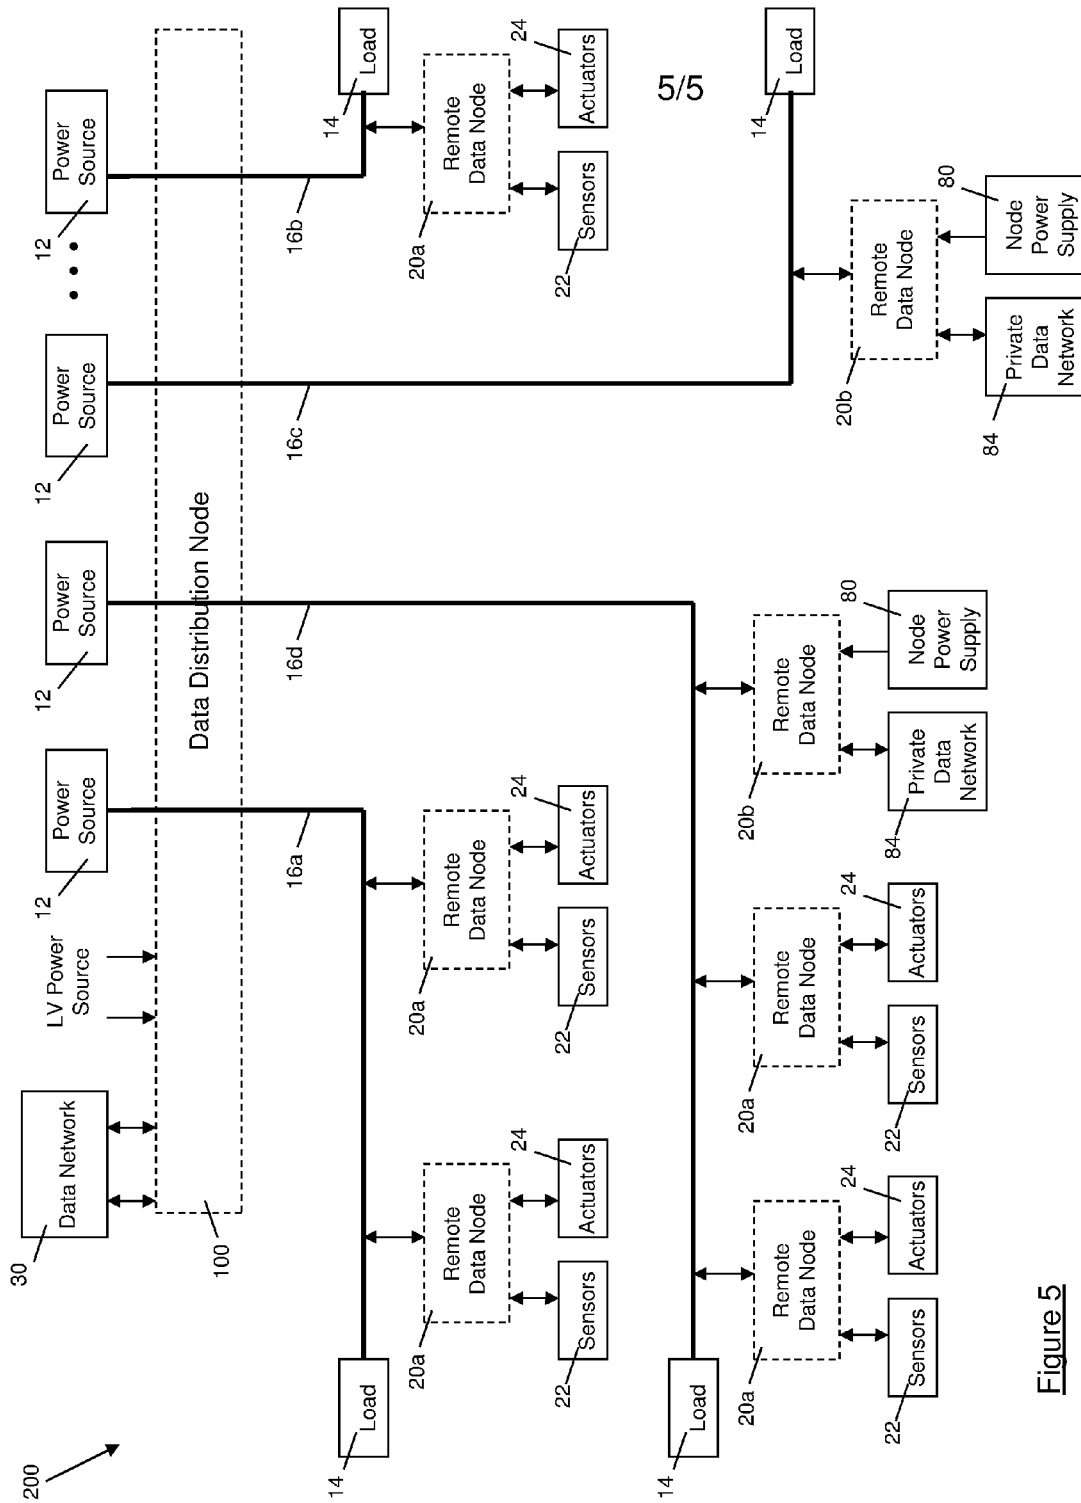 5/5
200
30
Data Network
LV Power
Source
12
Power
Source
12
Power
Source
12
Power
Source
12
Power
Source
100
Data Distribution Node
16a
16d
16c
16b
14
Load
14
Load
20a
Remote
Data Node
20a
Remote
Data Node
20a
Remote
Data Node
22
Sensors
24
Actuators
22
Sensors
24
Actuators
22
Sensors
24
Actuators
14
Load
14
Load
20a
Remote
Data Node
20a
Remote
Data Node
20b
Remote
Data Node
20b
Remote
Data Node
22
Sensors
24
Actuators
22
Sensors
24
Actuators
84
Private
Data
Network
80
Node
Power
Supply
84
Private
Data
Network
80
Node
Power
Supply
Figure 5